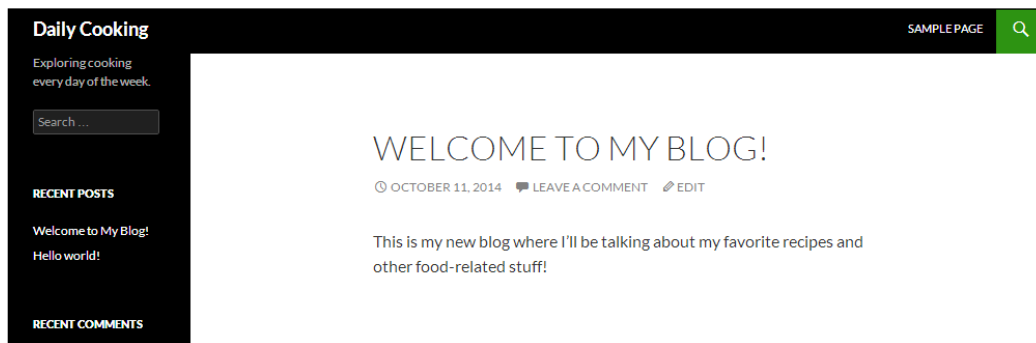 Daily Cooking
SAMPLE PAGE
Exploring cooking
every day of the week.
Search ...
RECENT POSTS
Welcome to My Blog!
Hello world!
RECENT COMMENTS
WELCOME TO MY BLOG!
OCTOBER 11, 2014 LEAVE A COMMENT EDIT
This is my new blog where I'll be talking about my favorite recipes and
other food-related stuff!